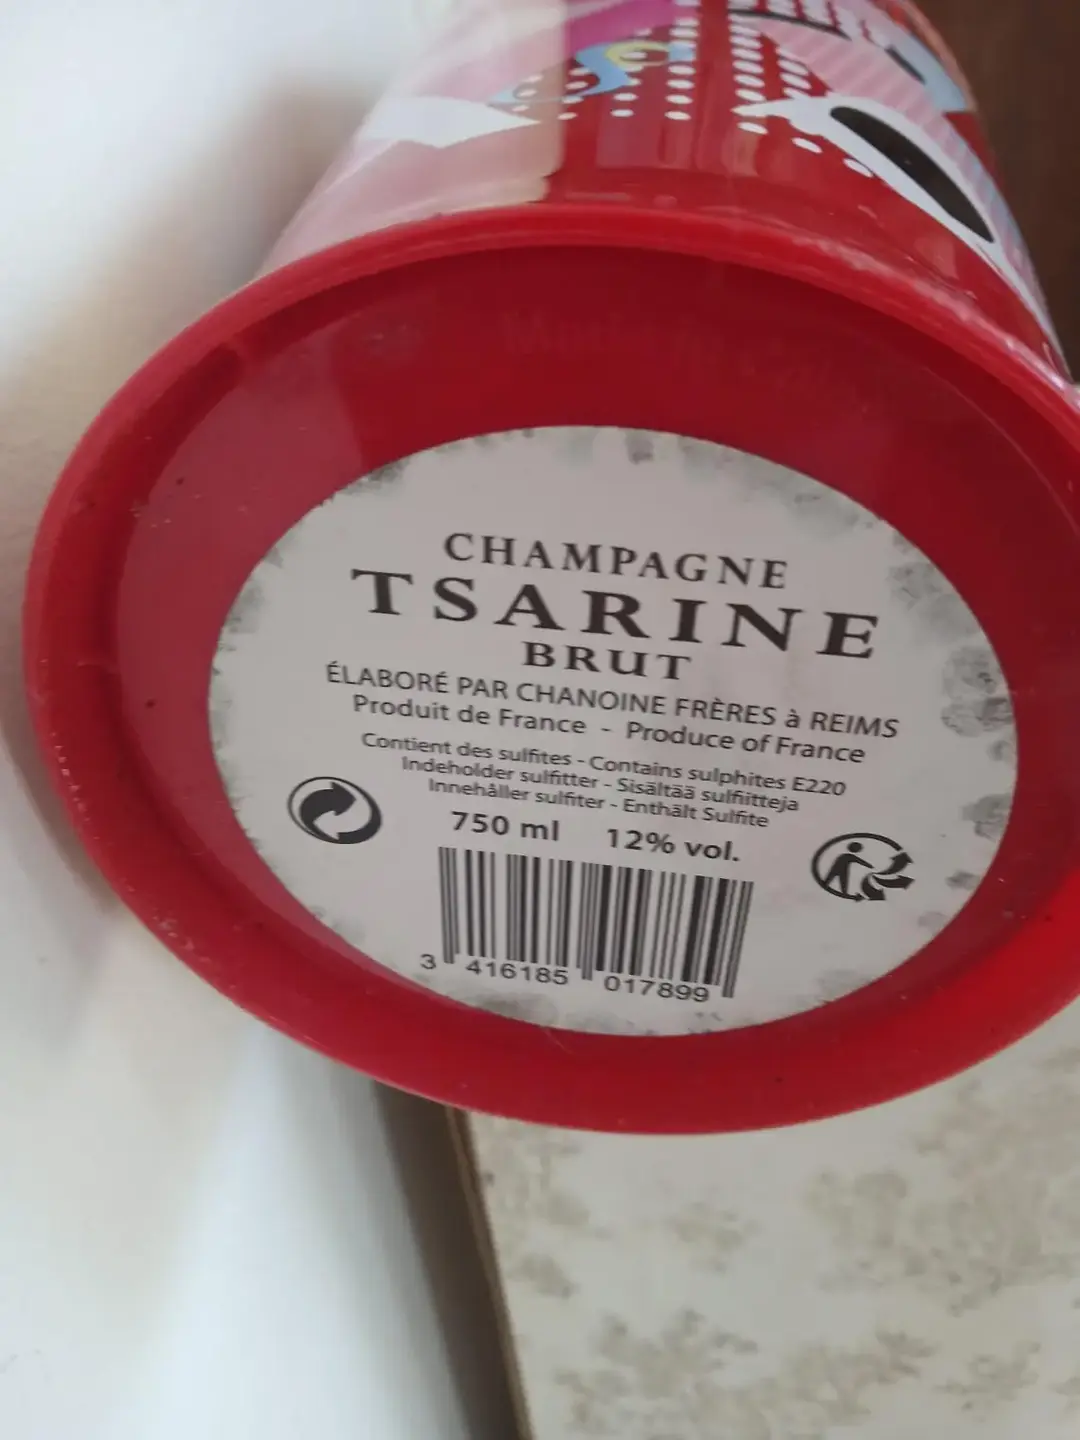 CHAMPAGNE
TSARINE
BRUT
ÉLABORÉ PAR CHANOINE FRÈRES à REIMS
Produit de France - Produce of France
Contient des sulfites - Contains sulphites E220
Indeholder sulfitter - Sisältää sulfiitteja
Innehåller sulfiter - Enthält Sulfite
750 ml 12% vol.
3 416185 017899